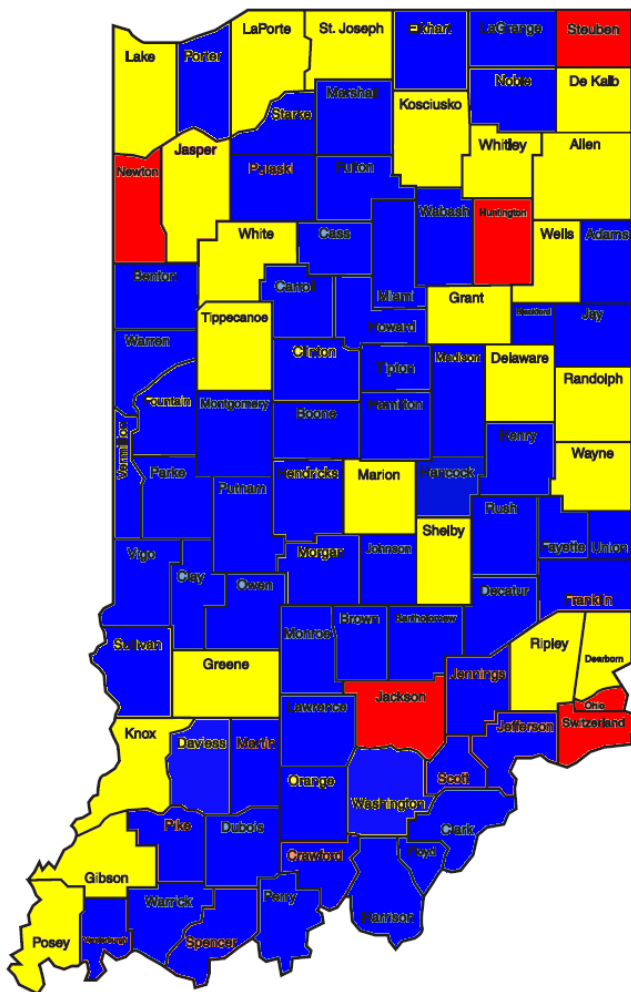 LaPorte
St. Joseph
Elkhart
LaGrange
Steuben
Lake
Porter
Noble
De Kalb
Marshall
Kosciusko
Starke
Whitley
Allen
Jasper
Newton
Pulaski
Fulton
Wabash
Huntington
White
Cass
Wells
Adams
Benton
Carroll
Miami
Grant
Blackford
Jay
Tippecanoe
Howard
Warren
Clinton
Tipton
Madison
Delaware
Randolph
Fountain
Montgomery
Boone
Hamilton
Henry
Vermillion
Wayne
Parke
Putnam
Hendricks
Marion
Hancock
Rush
Shelby
Vigo
Clay
Owen
Morgan
Johnson
Fayette
Union
Decatur
Franklin
Sullivan
Monroe
Brown
Bartholomew
Ripley
Dearborn
Greene
Jennings
Jackson
Lawrence
Ohio
Switzerland
Knox
Daviess
Martin
Jefferson
Orange
Washington
Scott
Pike
Dubois
Clark
Crawford
Floyd
Gibson
Warrick
Perry
Harrison
Posey
Vanderburgh
Spencer